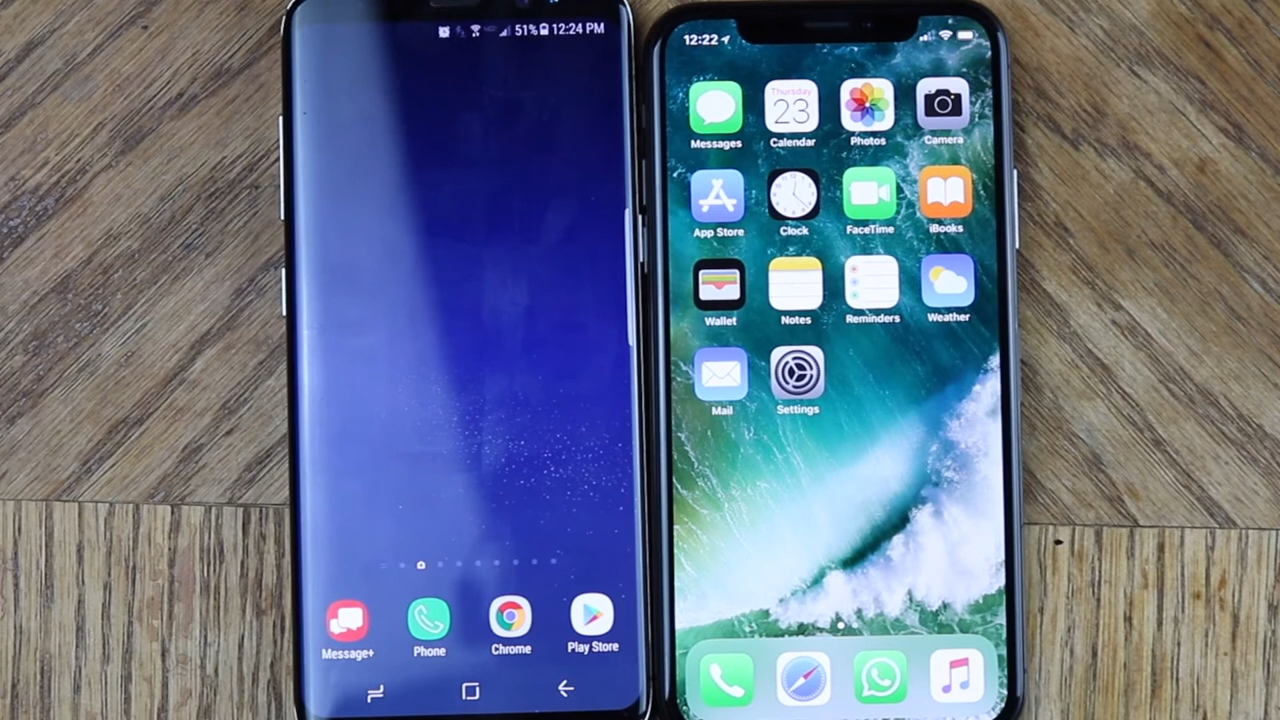 51% 12:24 PM
Message+
Phone
Chrome
Play Store
12:22
Thursday
23
Messages
Calendar
Photos
Camera
App Store
Clock
FaceTime
iBooks
Wallet
Notes
Reminders
Weather
Mail
Settings